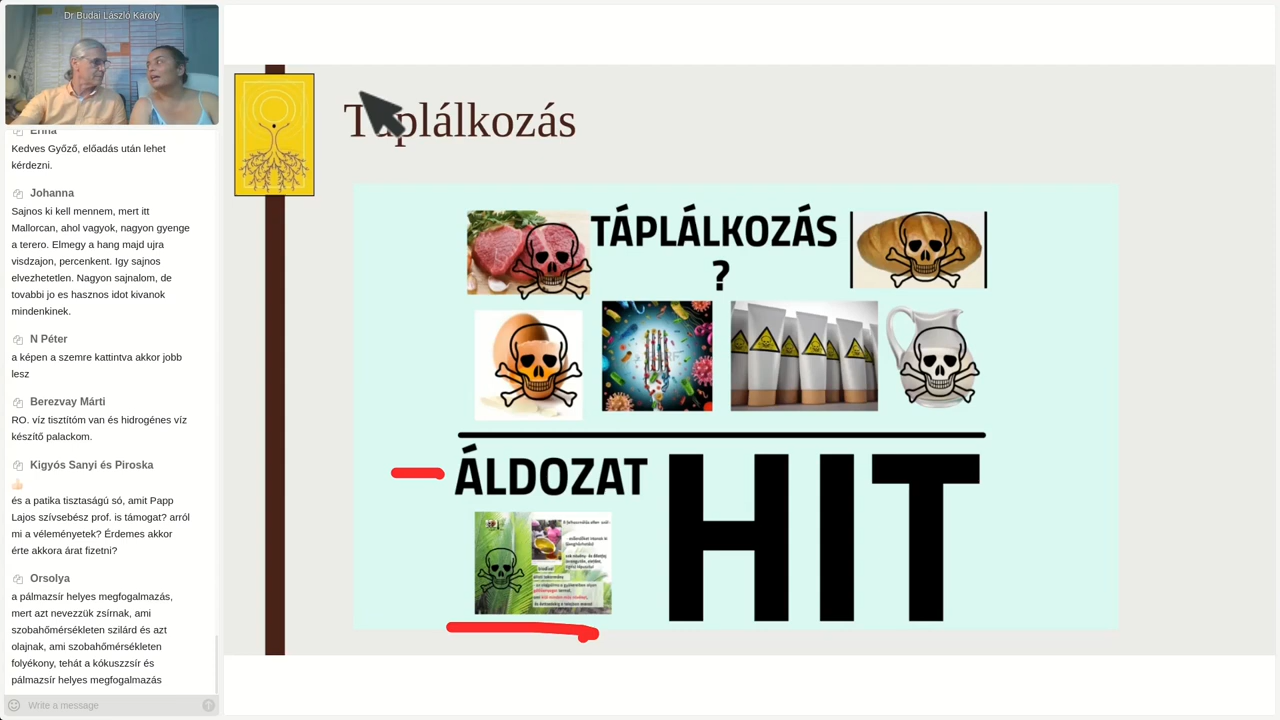 Dr Budai László Károly
Erina
Kedves Győző, előadás után lehet
kérdezni.
Johanna
Sajnos ki kell mennem, mert itt
Mallorcan, ahol vagyok, nagyon gyenge
a terero. Elmegy a hang majd ujra
visdzajon, percenkent. Igy sajnos
elvezhetetlen. Nagyon sajnalom, de
tovabbi jo es hasznos idot kivanok
mindenkinek.
N Péter
a képen a szemre kattintva akkor jobb
lesz
Berezvay Márti
RO. víz tisztítóm van és hidrogénes víz
készítő palackom.
Kigyós Sanyi és Piroska
és a patika tisztaságú só, amit Papp
Lajos szívsebész prof. is támogat? arról
mi a véleményetek? Érdemes akkor
érte akkora árat fizetni?
Orsolya
a pálmazsír helyes megfogalmazás,
mert azt nevezzük zsírnak, ami
szobahőmérsékleten szilárd és azt
olajnak, ami szobahőmérsékleten
folyékony, tehát a kókuszzsír és
pálmazsír helyes megfogalmazás
Write a message
Táplálkozás
TÁPLÁLKOZÁS
?
ÁLDOZAT
HIT